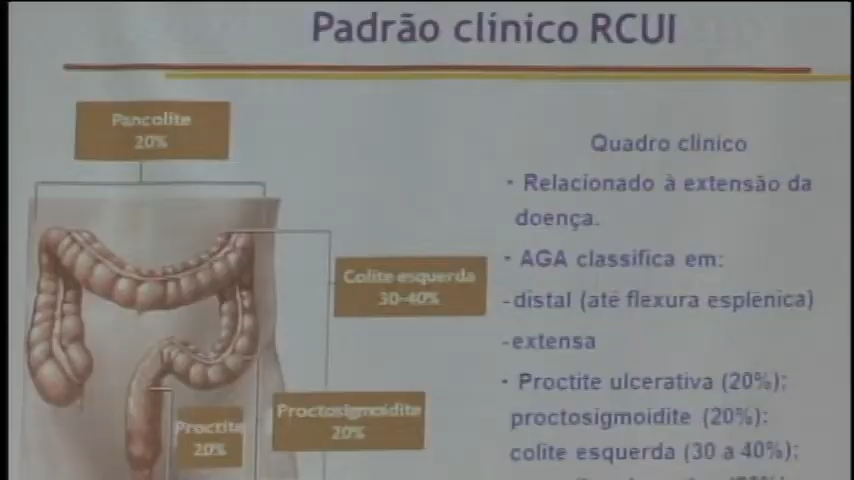 Padrão clínico RCUI
Pancolite
20%
Colite esquerda
30-40%
Proctosigmoidite
20%
Proctite
20%
Quadro clínico
• Relacionado à extensão da
doença.
• AGA classifica em:
-distal (até flexura esplênica)
-extensa
• Proctite ulcerativa (20%);
proctosigmoidite (20%);
colite esquerda (30 a 40%);